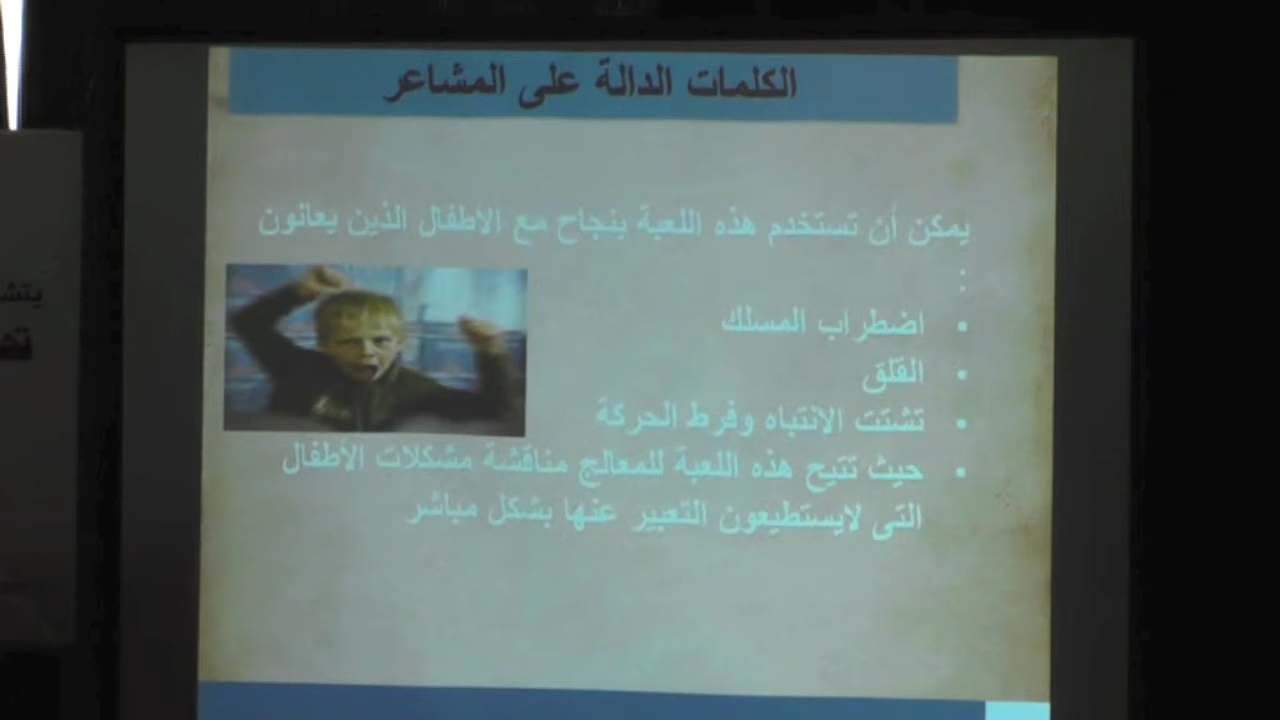 الكلمات الدالة على المشاعر
يمكن أن تستخدم هذه اللعبة بنجاح مع الأطفال الذين يعانون
:
• اضطراب المسلك
• القلق
• تشتت الانتباه وفرط الحركة
• حيث تتيح هذه اللعبة للمعالج مناقشة مشكلات الأطفال
التى لايستطيعون التعبير عنها بشكل مباشر